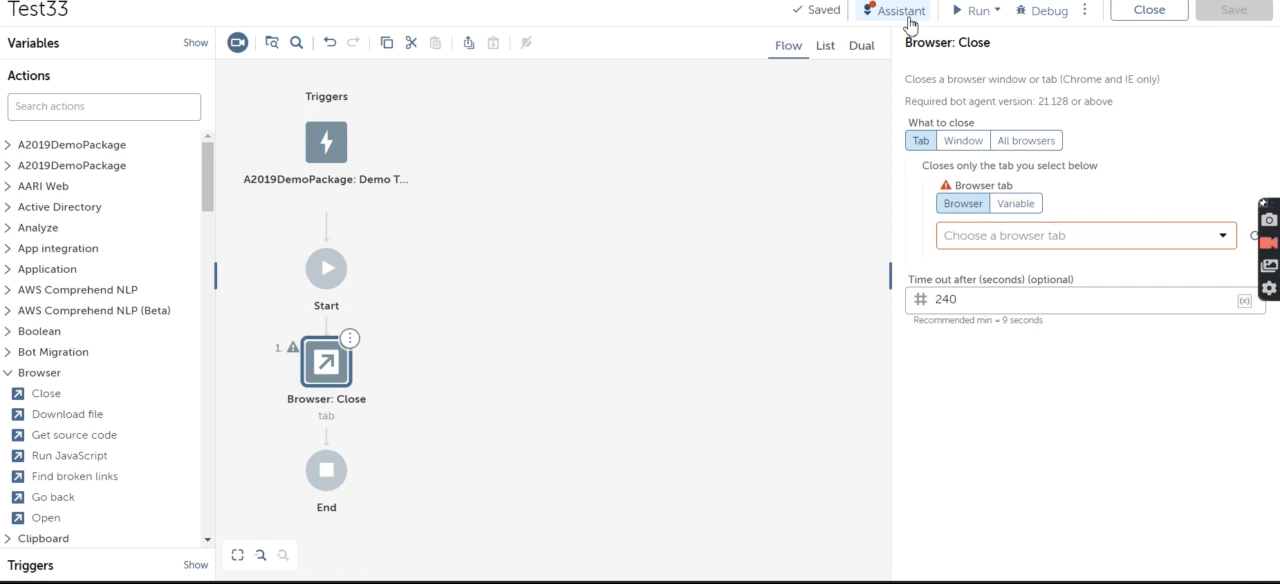 Test33
Saved
Assistant
Run
Debug
Close
Save
Variables
Show
Flow
List
Dual
Actions
Search actions
A2019DemoPackage
A2019DemoPackage
AARI Web
Active Directory
Analyze
App integration
Application
AWS Comprehend NLP
AWS Comprehend NLP (Beta)
Boolean
Bot Migration
Browser
Close
Download file
Get source code
Run JavaScript
Find broken links
Go back
Open
Clipboard
Triggers
Show
Triggers
A2019DemoPackage: Demo T...
Start
1.
Browser: Close
tab
End
Browser: Close
Closes a browser window or tab (Chrome and IE only)
Required bot agent version: 21.128 or above
What to close
Tab
Window
All browsers
Closes only the tab you select below
Browser tab
Browser
Variable
Choose a browser tab
Time out after (seconds) (optional)
# 240
(x)
Recommended min = 9 seconds